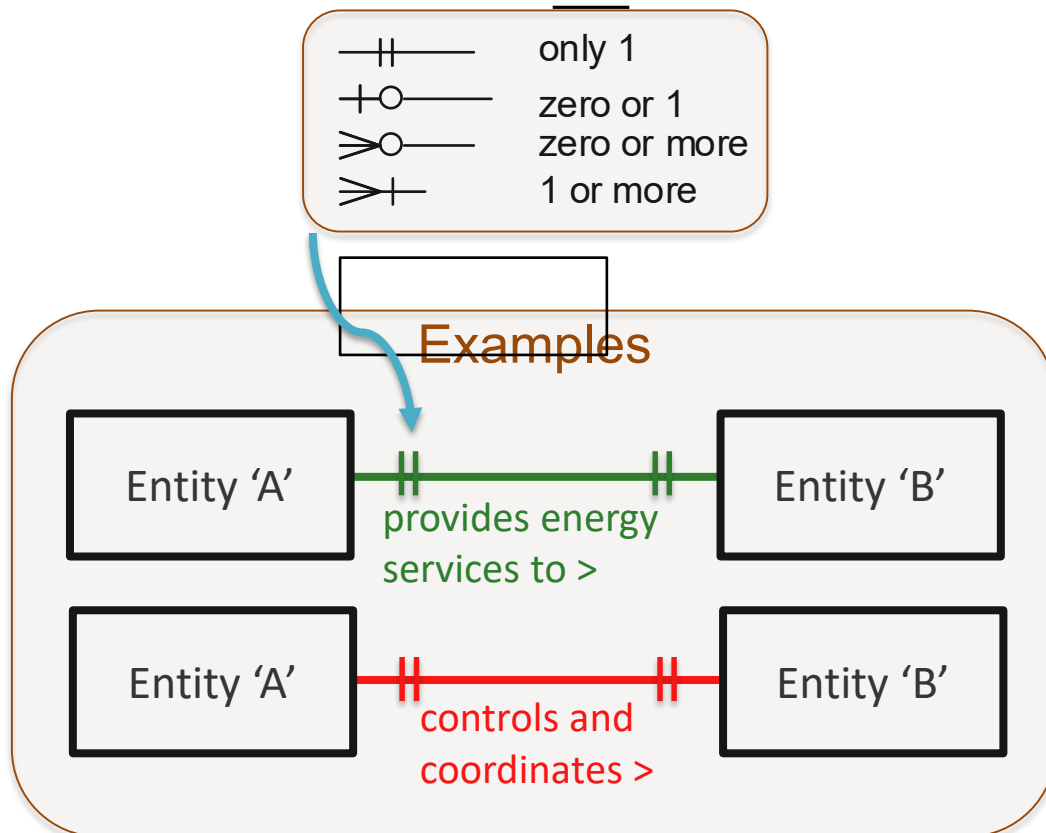 only 1
zero or 1
zero or more
1 or more
Examples
Entity ‘A’
provides energy
services to >
Entity ‘B’
Entity ‘A’
controls and
coordinates >
Entity ‘B’